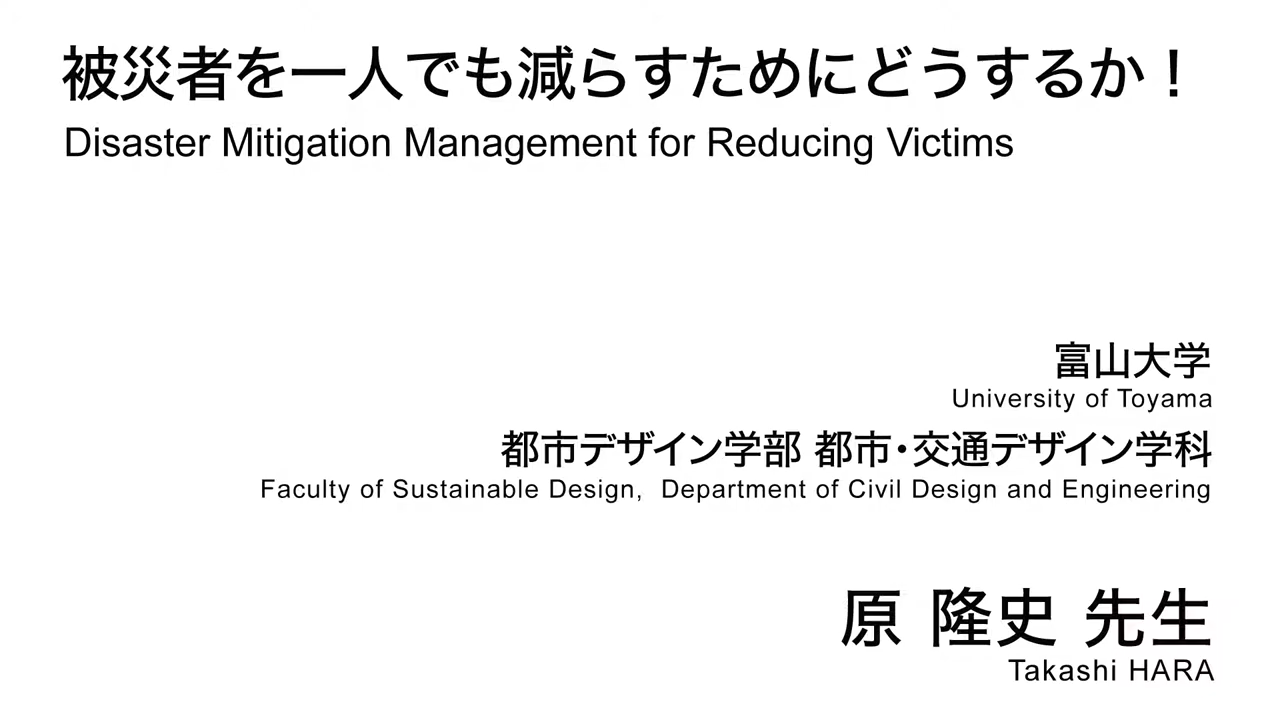 被災者を一人でも減らすためにどうするか！
Disaster Mitigation Management for Reducing Victims
富山大学
University of Toyama
都市デザイン学部 都市・交通デザイン学科
Faculty of Sustainable Design, Department of Civil Design and Engineering
原 隆史 先生
Takashi HARA